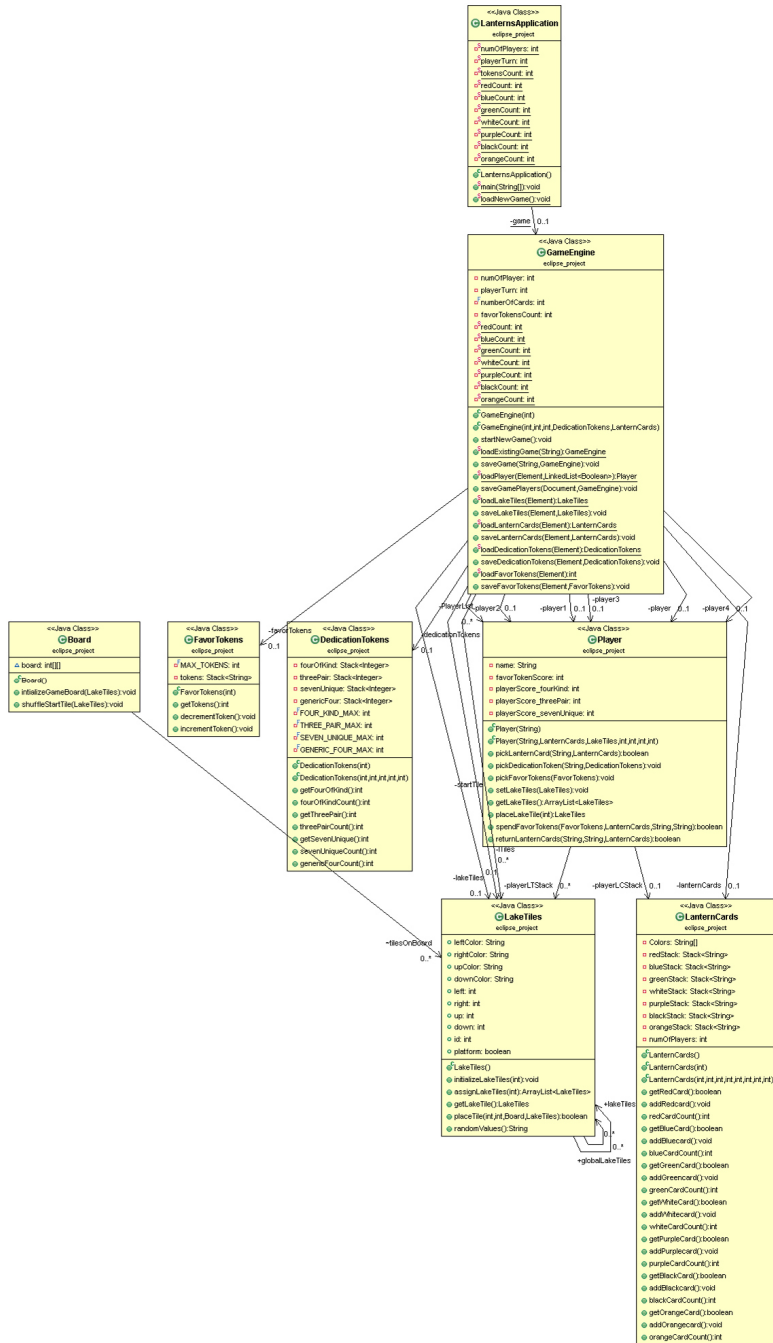 <<Java Class>>
LanternsApplication
eclipse_project
numOfPlayers: int
playerTurn: int
tokensCount: int
redCount: int
blueCount: int
greenCount: int
whiteCount: int
purpleCount: int
blackCount: int
orangeCount: int
LanternsApplication()
main(String[]):void
loadNewGame():void
-game 0..1
<<Java Class>>
GameEngine
eclipse_project
numOfPlayer: int
playerTurn: int
numberOfCards: int
favorTokensCount: int
redCount: int
blueCount: int
greenCount: int
whiteCount: int
purpleCount: int
blackCount: int
orangeCount: int
GameEngine(int)
GameEngine(int,int,int,DedicationTokens,LanternCards)
startNewGame():void
loadExistingGame(String):GameEngine
saveGame(String,GameEngine):void
loadPlayer(Element,LinkedList<Boolean>):Player
saveGamePlayers(Document,GameEngine):void
loadLakeTiles(Element):LakeTiles
saveLakeTiles(Element,LakeTiles):void
loadLanternCards(Element):LanternCards
saveLanternCards(Element,LanternCards):void
loadDedicationTokens(Element):DedicationTokens
saveDedicationTokens(Element,DedicationTokens):void
loadFavorTokens(Element):int
saveFavorTokens(Element,FavorTokens):void
-PlayerList 0..*
-player2 0..1
-player1 0..1
-player3 0..1
-player 0..1
-player4 0..1
-favorTokens 0..1
-dedicationTokens 0..1
<<Java Class>>
Board
eclipse_project
board: int[][]
Board()
intializeGameBoard(LakeTiles):void
shuffleStartTile(LakeTiles):void
<<Java Class>>
FavorTokens
eclipse_project
MAX_TOKENS: int
tokens: Stack<String>
FavorTokens(int)
getTokens():int
decrementToken():void
incrementToken():void
<<Java Class>>
DedicationTokens
eclipse_project
fourOfKind: Stack<Integer>
threePair: Stack<Integer>
sevenUnique: Stack<Integer>
genericFour: Stack<Integer>
FOUR_KIND_MAX: int
THREE_PAIR_MAX: int
SEVEN_UNIQUE_MAX: int
GENERIC_FOUR_MAX: int
DedicationTokens(int)
DedicationTokens(int,int,int,int,int)
getFourOfKind():int
fourOfKindCount():int
getThreePair():int
threePairCount():int
getSevenUnique():int
sevenUniqueCount():int
genericFourCount():int
<<Java Class>>
Player
eclipse_project
name: String
favorTokenScore: int
playerScore_fourKind: int
playerScore_threePair: int
playerScore_sevenUnique: int
Player(String)
Player(String,LanternCards,LakeTiles,int,int,int,int)
pickLanternCard(String,LanternCards):boolean
pickDedicationToken(String,DedicationTokens):void
pickFavorTokens(FavorTokens):void
setLakeTiles(LakeTiles):void
getLakeTiles():ArrayList<LakeTiles>
placeLakeTile(int):LakeTiles
spendFavorTokens(FavorTokens,LanternCards,String,String):boolean
returnLanternCards(String,String,LanternCards):boolean
-startTile
0..1
0..*
-lakeTiles 0..1
-playerLTStack 0..*
-playerLCStack 0..1
-lanternCards 0..1
~tilesOnBoard 0..*
<<Java Class>>
LakeTiles
eclipse_project
leftColor: String
rightColor: String
upColor: String
downColor: String
left: int
right: int
up: int
down: int
id: int
platform: boolean
LakeTiles()
initializeLakeTiles(int):void
assignLakeTiles(int):ArrayList<LakeTiles>
getLakeTile():LakeTiles
placeTile(int,int,Board,LakeTiles):boolean
randomValues():String
+lakeTiles
0..*
0..*
+globalLakeTiles
<<Java Class>>
LanternCards
eclipse_project
Colors: String[]
redStack: Stack<String>
blueStack: Stack<String>
greenStack: Stack<String>
whiteStack: Stack<String>
purpleStack: Stack<String>
blackStack: Stack<String>
orangeStack: Stack<String>
numOfPlayers: int
LanternCards()
LanternCards(int)
LanternCards(int,int,int,int,int,int,int,int)
getRedCard():boolean
addRedcard():void
redCardCount():int
getBlueCard():boolean
addBluecard():void
blueCardCount():int
getGreenCard():boolean
addGreencard():void
greenCardCount():int
getWhiteCard():boolean
addWhitecard():void
whiteCardCount():int
getPurpleCard():boolean
addPurplecard():void
purpleCardCount():int
getBlackCard():boolean
addBlackcard():void
blackCardCount():int
getOrangeCard():boolean
addOrangecard():void
orangeCardCount():int